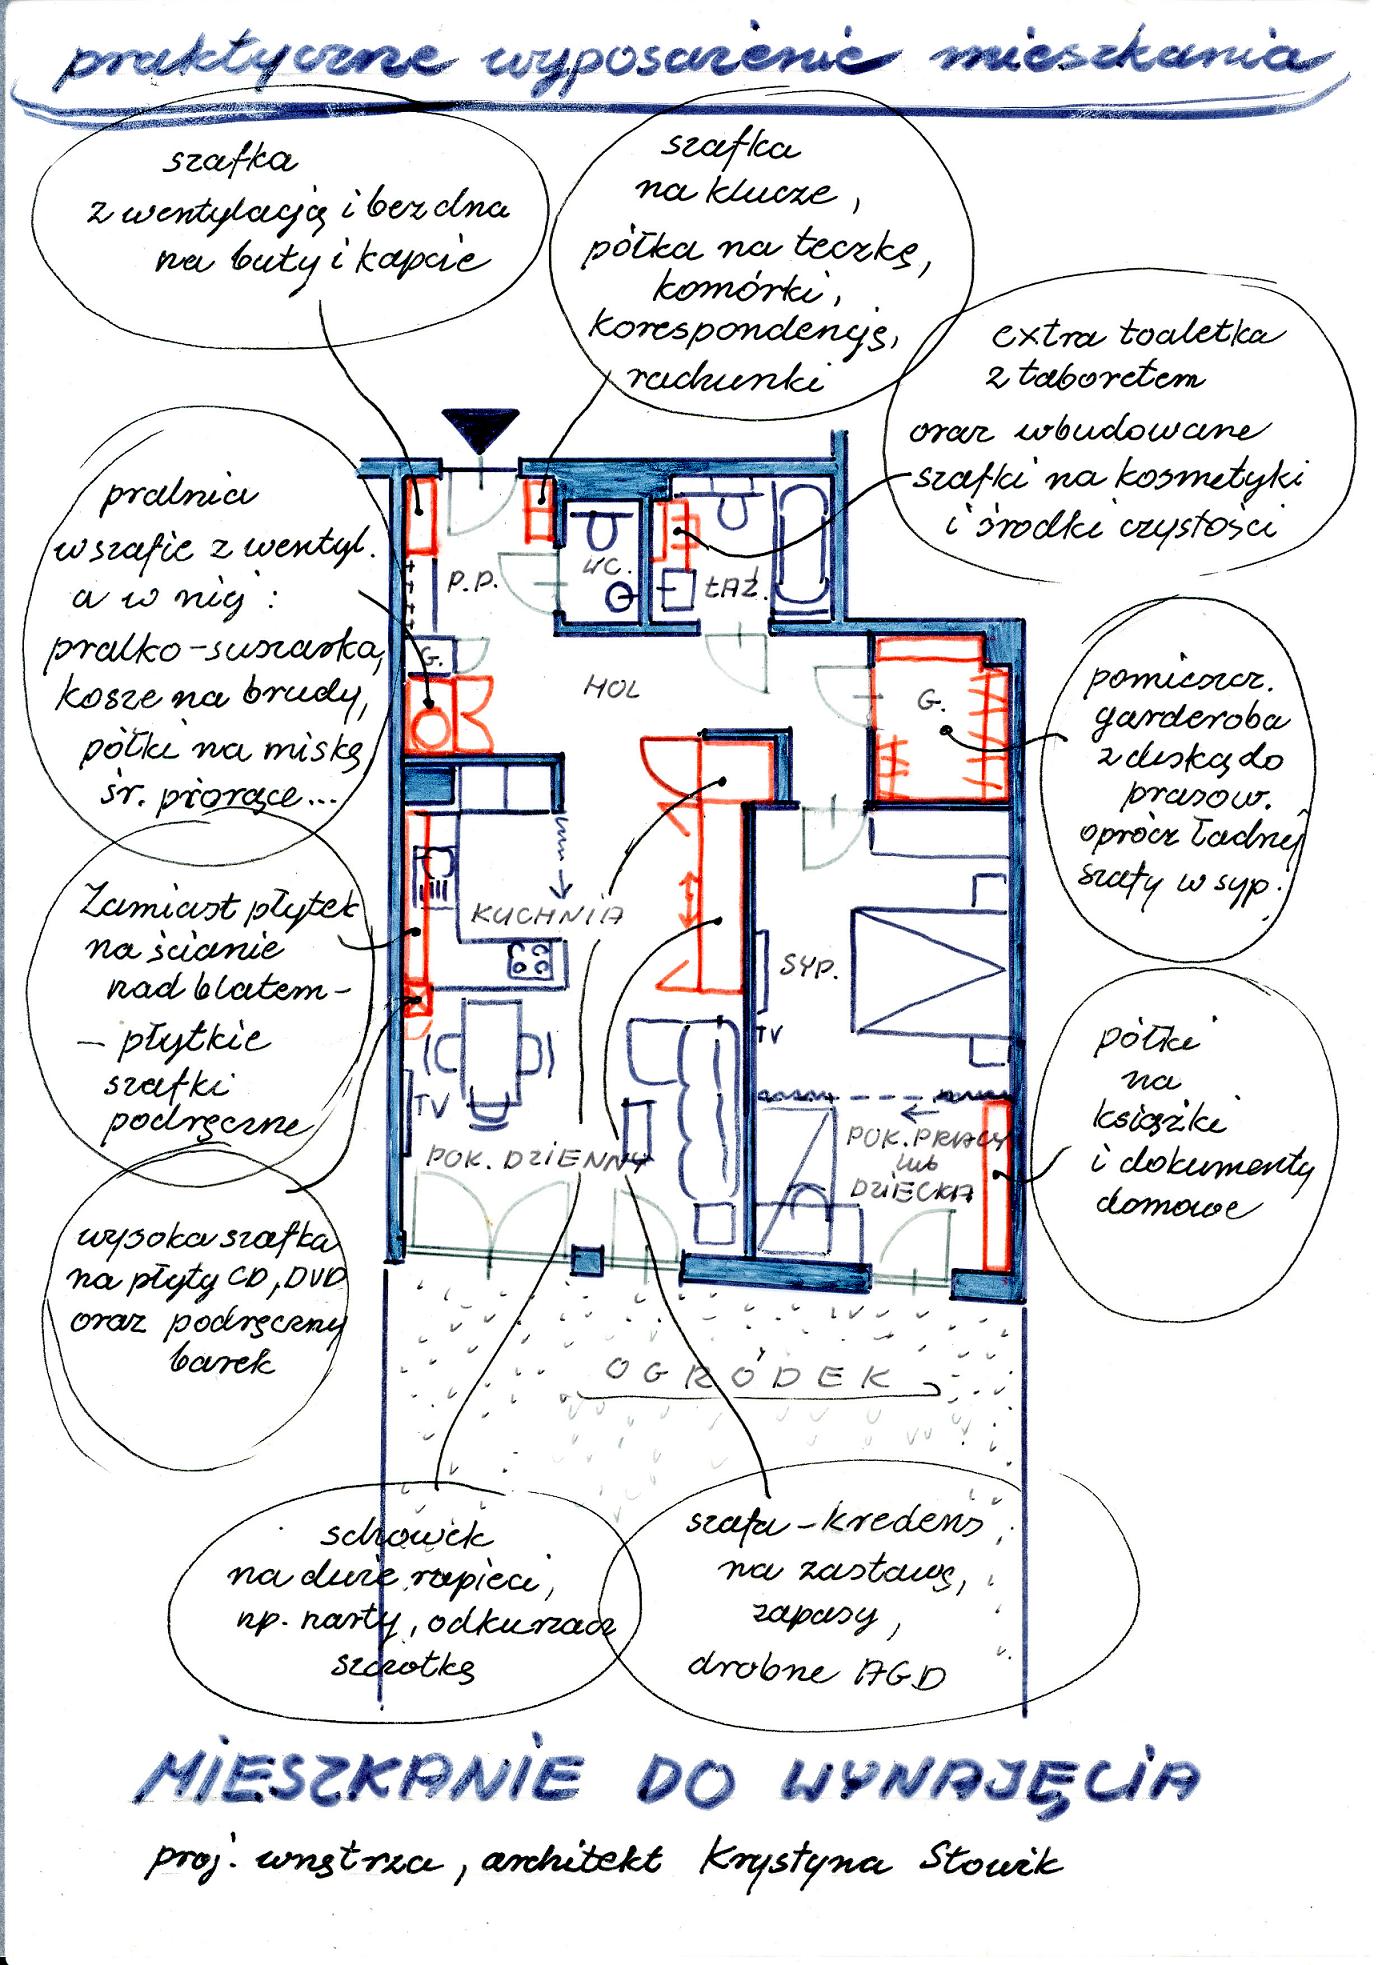 praktyczne wyposażenie mieszkania
szafka
z wentylacją i bez dna
na buty i kapcie
szafka
na klucze,
półka na teczkę,
komórki,
korespondencję,
rachunki
extra toaletka
z taboretem
oraz wbudowane
szafki na kosmetyki
i środki czystości
pralnia
w szafie z wentyl.
a w niej :
pralko-suszarka,
kosze na brudy,
półki na miskę
śr. piorące...
P.P.
WC.
ŁAŹ.
G.
HOL
G.
pomieszcz.
garderoba
z deską do
prasow.
oprócz ładnej
szafy w syp.
Zamiast płytek
na ścianie
nad blatem -
- płytkie
szafki
podręczne
KUCHNIA
SYP.
TV
TV
POK. DZIENNY
POK. PRACY
lub
DZIECKA
półki
na
książki
i dokumenty
domowe
wysoka szafka
na płyty CD, DVD
oraz podręczny
barek
OGRÓDEK
schowek
na duże rzpieci,
np. narty, odkurzacz
szczotkę
szafa - kredens
na zastawę,
zapasy,
drobne AGD
MIESZKANIE DO WYNAJĘCIA
proj. wnętrza, architekt Krystyna Słowik